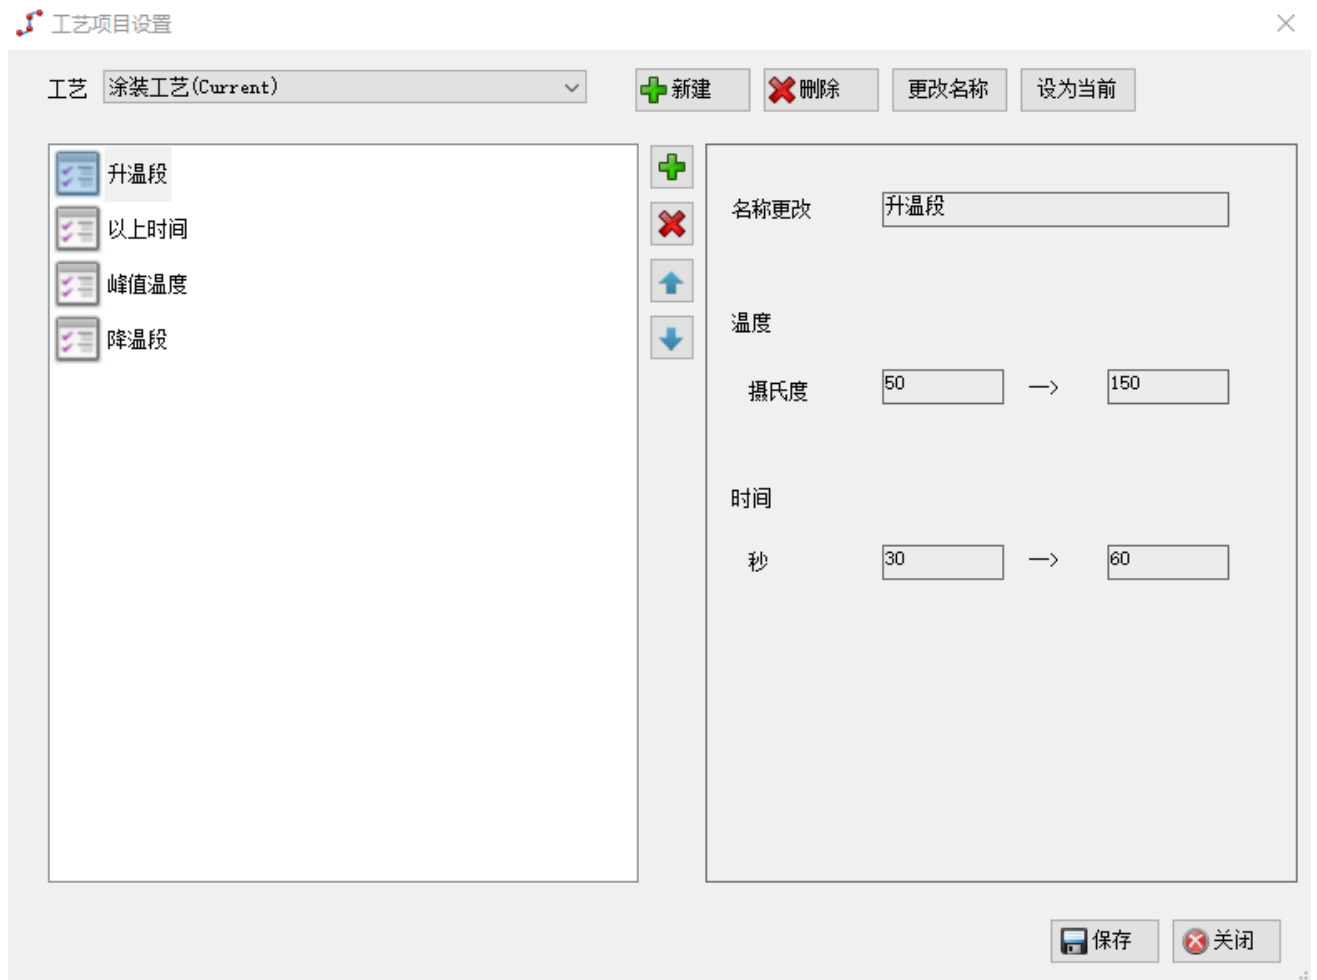 工艺项目设置
工艺 涂装工艺(Current) 新建 删除 更改名称 设为当前
升温段
以上时间
峰值温度
降温段
名称更改 升温段
温度
摄氏度 50 —> 150
时间
秒 30 —> 60
保存 关闭